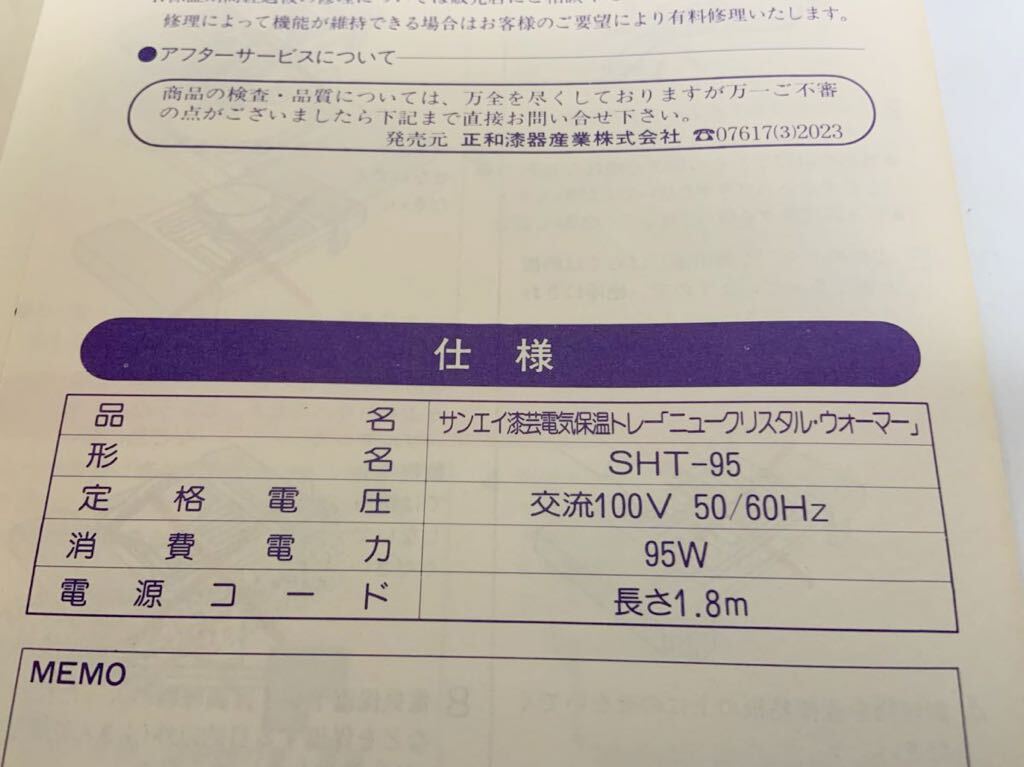 修理によって機能が維持できる場合はお客様のご要望により有料修理いたします。
●アフターサービスについて
商品の検査・品質については、万全を尽くしておりますが万一ご不審
の点がございましたら下記まで直接お問い合せ下さい。
発売元 正和漆器産業株式会社 ☎07617(3)2023
仕様
品名 サンエイ漆芸電気保温トレー「ニュークリスタル・ウォーマー」
形名 SHT-95
定格電圧 交流100V 50/60Hz
消費電力 95W
電源コード 長さ1.8m
MEMO